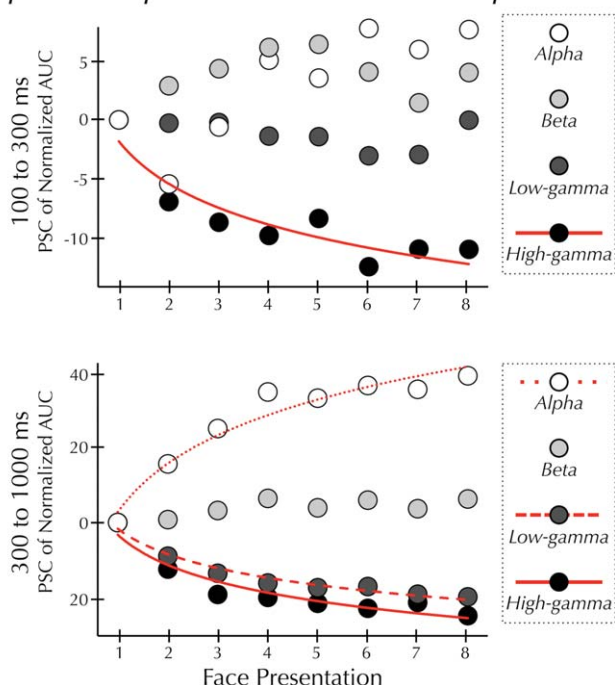 5
0
-5
-10
100 to 300 ms
PSC of Normalized AUC
1 2 3 4 5 6 7 8
Alpha
Beta
Low-gamma
High-gamma
40
20
0
20
300 to 1000 ms
PSC of Normalized AUC
1 2 3 4 5 6 7 8
Face Presentation
Alpha
Beta
Low-gamma
High-gamma